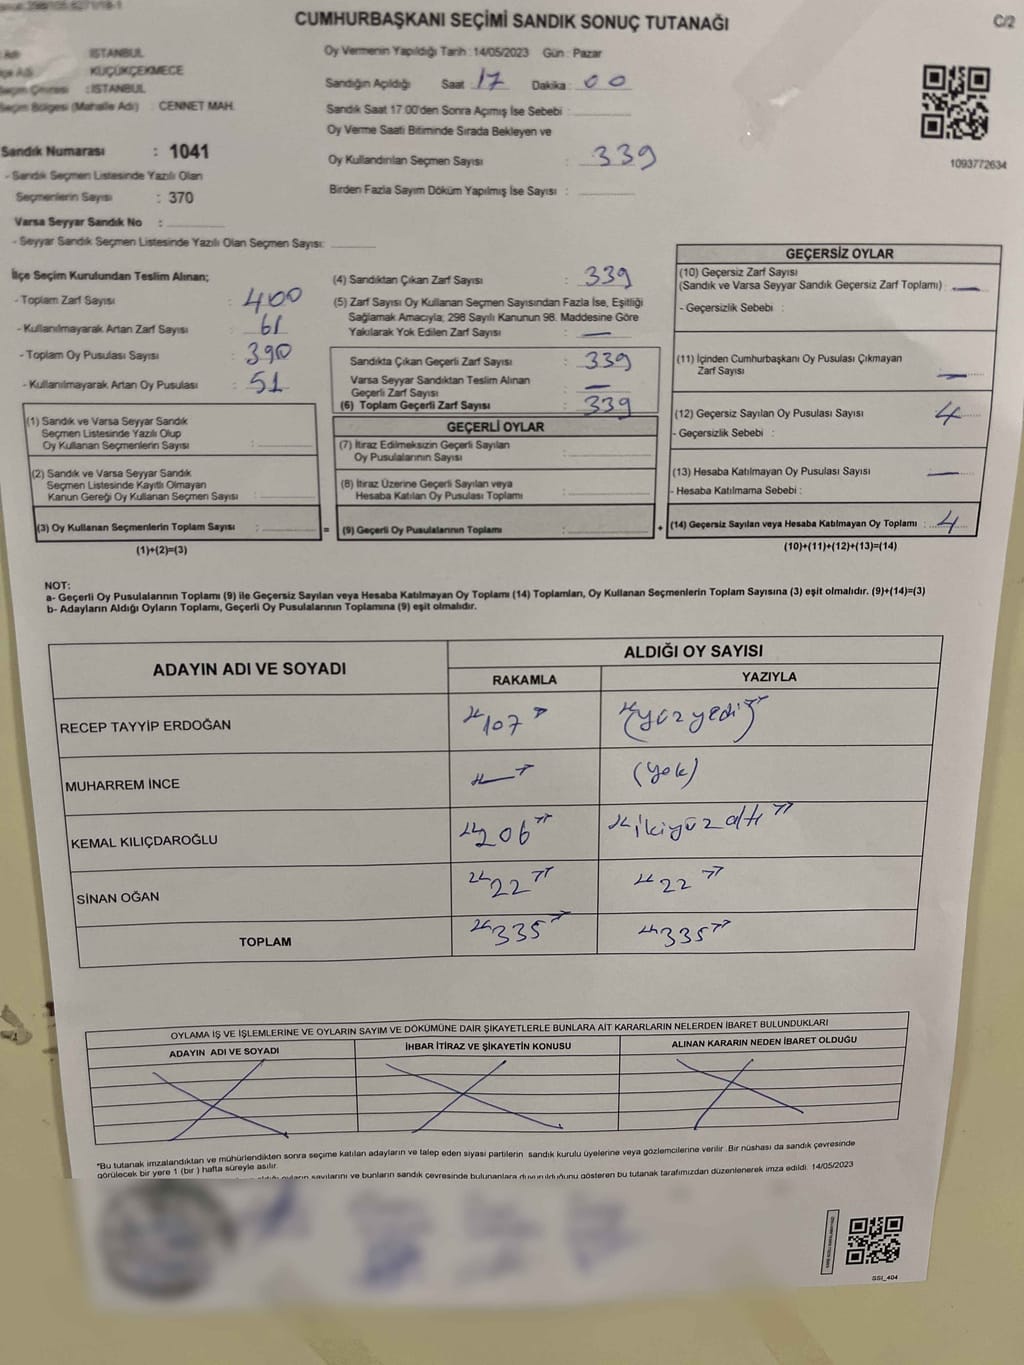 CUMHURBAŞKANI SEÇİMİ SANDIK SONUÇ TUTANAĞI
C/2
İSTANBUL
KÜÇÜKÇEKMECE
: İSTANBUL
Seçim Bölgesi (Mahalle Adı) : CENNET MAH.
Oy Vermenin Yapıldığı Tarih : 14/05/2023 Gün : Pazar
Sandığın Açıldığı Saat 17 Dakika : 00
Sandık Saat 17:00'den Sonra Açımış İse Sebebi :
Oy Verme Saati Bitiminde Sırada Bekleyen ve
Oy Kullandırılan Seçmen Sayısı : 339
Birden Fazla Sayım Döküm Yapılmış İse Sayısı :
1093772634
Sandık Numarası : 1041
- Sandık Seçmen Listesinde Yazılı Olan
Seçmenlerin Sayısı : 370
Varsa Seyyar Sandık No :
- Seyyar Sandık Seçmen Listesinde Yazılı Olan Seçmen Sayısı:
İlçe Seçim Kurulundan Teslim Alınan;
- Toplam Zarf Sayısı : 400
- Kullanılmayarak Artan Zarf Sayısı : 61
- Toplam Oy Pusulası Sayısı : 390
- Kullanılmayarak Artan Oy Pusulası : 51
(1) Sandık ve Varsa Seyyar Sandık
Seçmen Listesinde Yazılı Olup
Oy Kullanan Seçmenlerin Sayısı :
(2) Sandık ve Varsa Seyyar Sandık
Seçmen Listesinde Kayıtlı Olmayan
Kanun Gereği Oy Kullanan Seçmen Sayısı :
(3) Oy Kullanan Seçmenlerin Toplam Sayısı :
(1)+(2)=(3)
(4) Sandıktan Çıkan Zarf Sayısı : 339
(5) Zarf Sayısı Oy Kullanan Seçmen Sayısından Fazla İse, Eşitliği
Sağlamak Amacıyla; 298 Sayılı Kanunun 98. Maddesine Göre
Yakılarak Yok Edilen Zarf Sayısı : —
Sandıkta Çıkan Geçerli Zarf Sayısı : 339
Varsa Seyyar Sandıktan Teslim Alınan
Geçerli Zarf Sayısı : —
(6) Toplam Geçerli Zarf Sayısı : 339
GEÇERLİ OYLAR
(7) İtiraz Edilmeksizin Geçerli Sayılan
Oy Pusulalarının Sayısı :
(8) İtiraz Üzerine Geçerli Sayılan veya
Hesaba Katılan Oy Pusulası Toplamı :
= (9) Geçerli Oy Pusulalarının Toplamı :
GEÇERSİZ OYLAR
(10) Geçersiz Zarf Sayısı
(Sandık ve Varsa Seyyar Sandık Geçersiz Zarf Toplamı) : —
- Geçersizlik Sebebi :
(11) İçinden Cumhurbaşkanı Oy Pusulası Çıkmayan
Zarf Sayısı —
(12) Geçersiz Sayılan Oy Pusulası Sayısı 4
- Geçersizlik Sebebi :
(13) Hesaba Katılmayan Oy Pusulası Sayısı —
- Hesaba Katılmama Sebebi :
+ (14) Geçersiz Sayılan veya Hesaba Katılmayan Oy Toplamı : 4
(10)+(11)+(12)+(13)=(14)
NOT:
a- Geçerli Oy Pusulalarının Toplamı (9) ile Geçersiz Sayılan veya Hesaba Katılmayan Oy Toplamı (14) Toplamları, Oy Kullanan Seçmenlerin Toplam Sayısına (3) eşit olmalıdır. (9)+(14)=(3)
b- Adayların Aldığı Oyların Toplamı, Geçerli Oy Pusulalarının Toplamına (9) eşit olmalıdır.
ADAYIN ADI VE SOYADI
ALDIĞI OY SAYISI
RAKAMLA YAZIYLA
RECEP TAYYİP ERDOĞAN "107" "(yüzyedi)"
MUHARREM İNCE "—" (yok)
KEMAL KILIÇDAROĞLU "206" "ikiyüzaltı"
SİNAN OĞAN "22" "22"
TOPLAM "335" "335"
OYLAMA İŞ VE İŞLEMLERİNE VE OYLARIN SAYIM VE DÖKÜMÜNE DAİR ŞİKAYETLERLE BUNLARA AİT KARARLARIN NELERDEN İBARET BULUNDUKLARI
ADAYIN ADI VE SOYADI İHBAR İTİRAZ VE ŞİKAYETİN KONUSU ALINAN KARARIN NEDEN İBARET OLDUĞU
*Bu tutanak imzalandıktan ve mühürlendikten sonra seçime katılan adayların ve talep eden siyasi partilerin sandık kurulu üyelerine veya gözlemcilerine verilir. Bir nüshası da sandık çevresinde
görülecek bir yere 1 (bir) hafta süreyle asılır.
oyların sayılarını ve bunların sandık çevresinde bulunanlara duyurulduğunu gösteren bu tutanak tarafımızdan düzenlenerek imza edildi. 14/05/2023
SSI_404